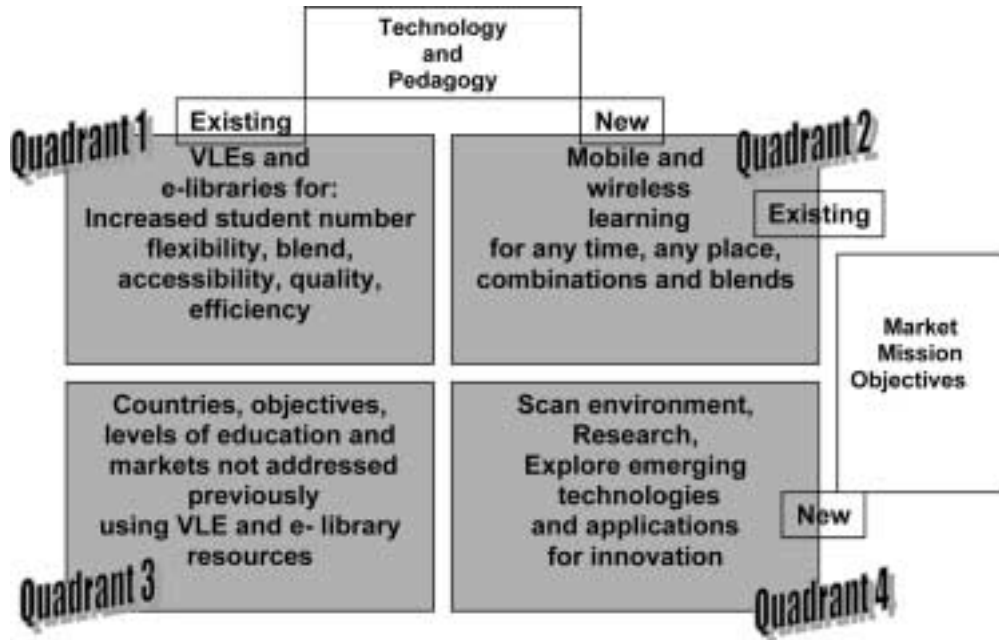 Technology
and
Pedagogy
Existing
New
Quadrant 1
VLEs and
e-libraries for:
Increased student number
flexibility, blend,
accessibility, quality,
efficiency
Quadrant 2
Mobile and
wireless
learning
for any time, any place,
combinations and blends
Existing
Market
Mission
Objectives
New
Countries, objectives,
levels of education and
markets not addressed
previously
using VLE and e- library
resources
Quadrant 3
Scan environment,
Research,
Explore emerging
technologies
and applications
for innovation
Quadrant 4